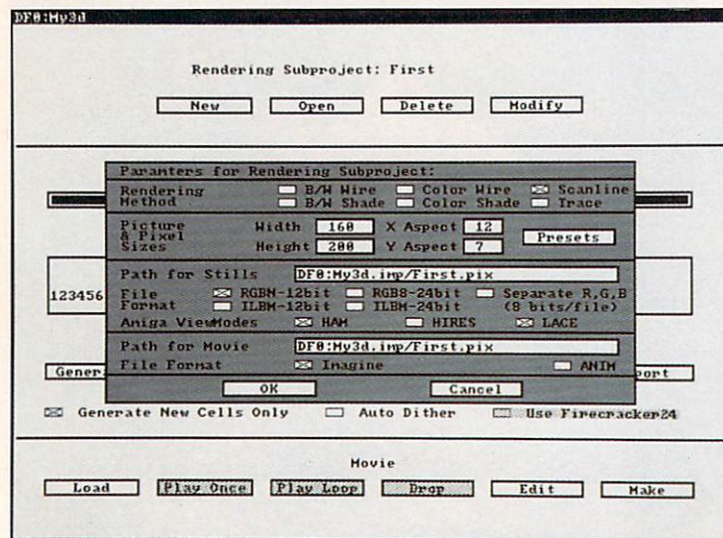 DF0:My3d
Rendering Subproject: First
New Open Delete Modify
Paramters for Rendering Subproject:
Rendering Method
B/W Wire Color Wire Scanline
B/W Shade Color Shade Trace
Picture & Pixel Sizes
Width 160 X Aspect 12
Height 200 Y Aspect 7
Presets
Path for Stills DF0:My3d.imp/First.pix
123456
File Format
RGBN-12bit RGB8-24bit Separate R,G,B
ILBM-12bit ILBM-24bit (8 bits/file)
Amiga ViewModes HAM HIRES LACE
Path for Movie DF0:My3d.imp/First.pix
File Format Imagine ANIM
Gener
port
OK Cancel
Generate New Cells Only Auto Dither Use Firecracker24
Movie
Load Play Once Play Loop Drop Edit Make